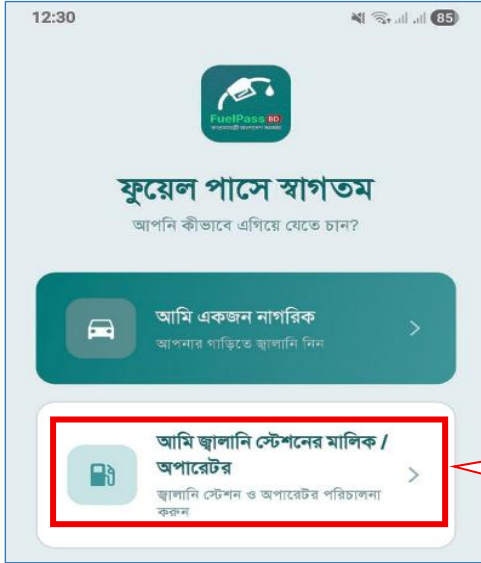 12:30
85
FuelPass BD
ফুয়েল পাসে স্বাগতম
আপনি কীভাবে এগিয়ে যেতে চান?
আমি একজন নাগরিক
আপনার গাড়িতে জ্বালানি নিন
আমি জ্বালানি স্টেশনের মালিক /
অপারেটর
জ্বালানি স্টেশন ও অপারেটর পরিচালনা
করুন